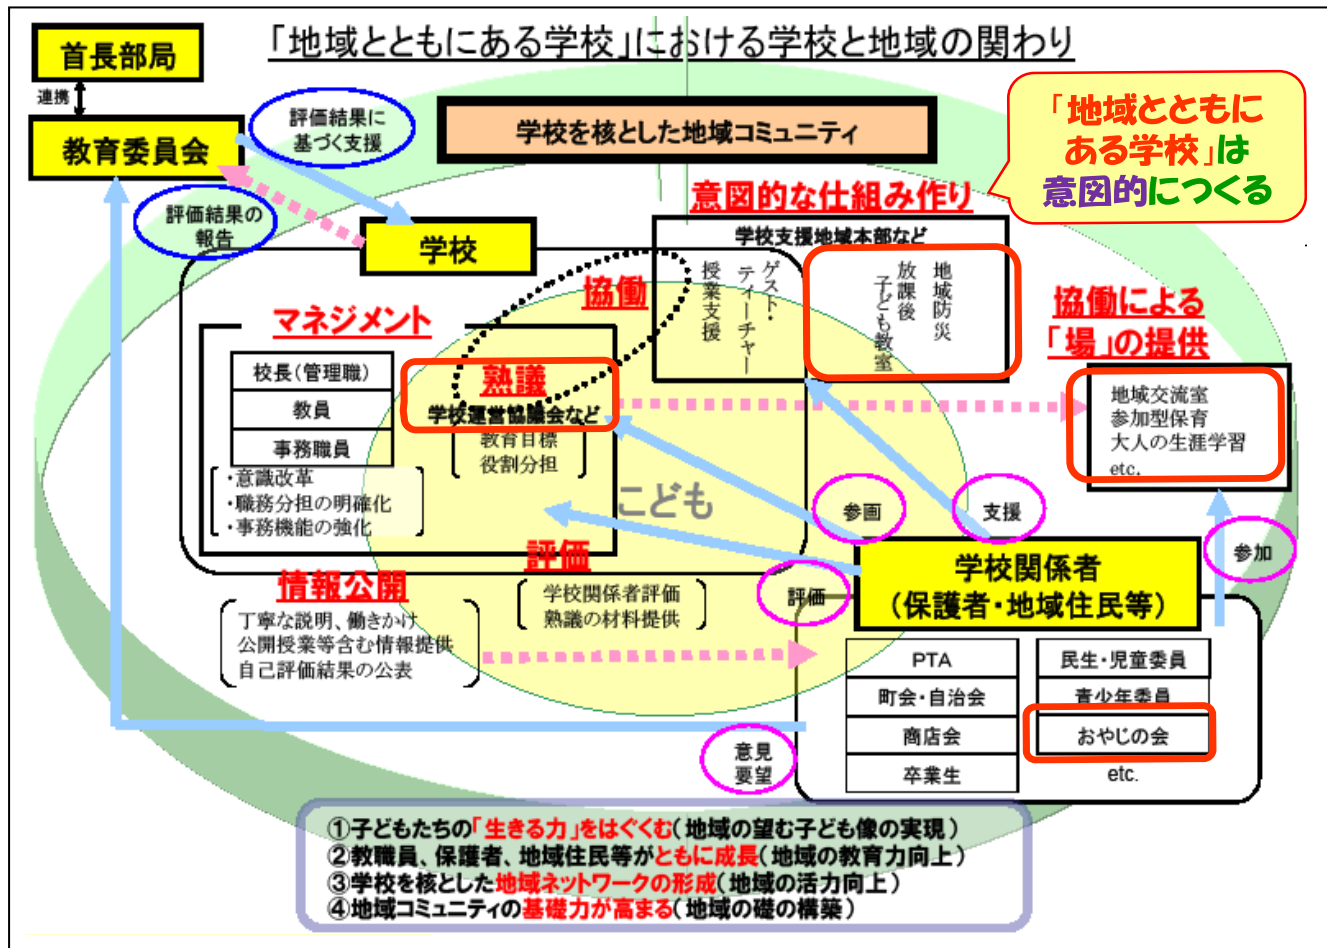 「地域とともにある学校」における学校と地域の関わり
首長部局
連携
教育委員会
評価結果に
基づく支援
評価結果の
報告
学校を核とした地域コミュニティ
「地域とともに
ある学校」は
意図的につくる
意図的な仕組み作り
学校支援地域本部など
授業支援
ゲスト・
ティーチャー
放課後
子ども教室
地域防災
学校
協働
マネジメント
校長(管理職)
教員
事務職員
・意識改革
・職務分担の明確化
・事務機能の強化
熟議
学校運営協議会など
教育目標
役割分担
協働による
「場」の提供
地域交流室
参加型保育
大人の生涯学習
etc.
こども
参画
支援
参加
評価
評価
学校関係者評価
熟議の材料提供
情報公開
丁寧な説明、働きかけ
公開授業等含む情報提供
自己評価結果の公表
学校関係者
(保護者・地域住民等)
PTA
町会・自治会
商店会
卒業生
民生・児童委員
青少年委員
おやじの会
etc.
意見
要望
①子どもたちの「生きる力」をはぐくむ(地域の望む子ども像の実現)
②教職員、保護者、地域住民等がともに成長(地域の教育力向上)
③学校を核とした地域ネットワークの形成(地域の活力向上)
④地域コミュニティの基礎力が高まる(地域の礎の構築)